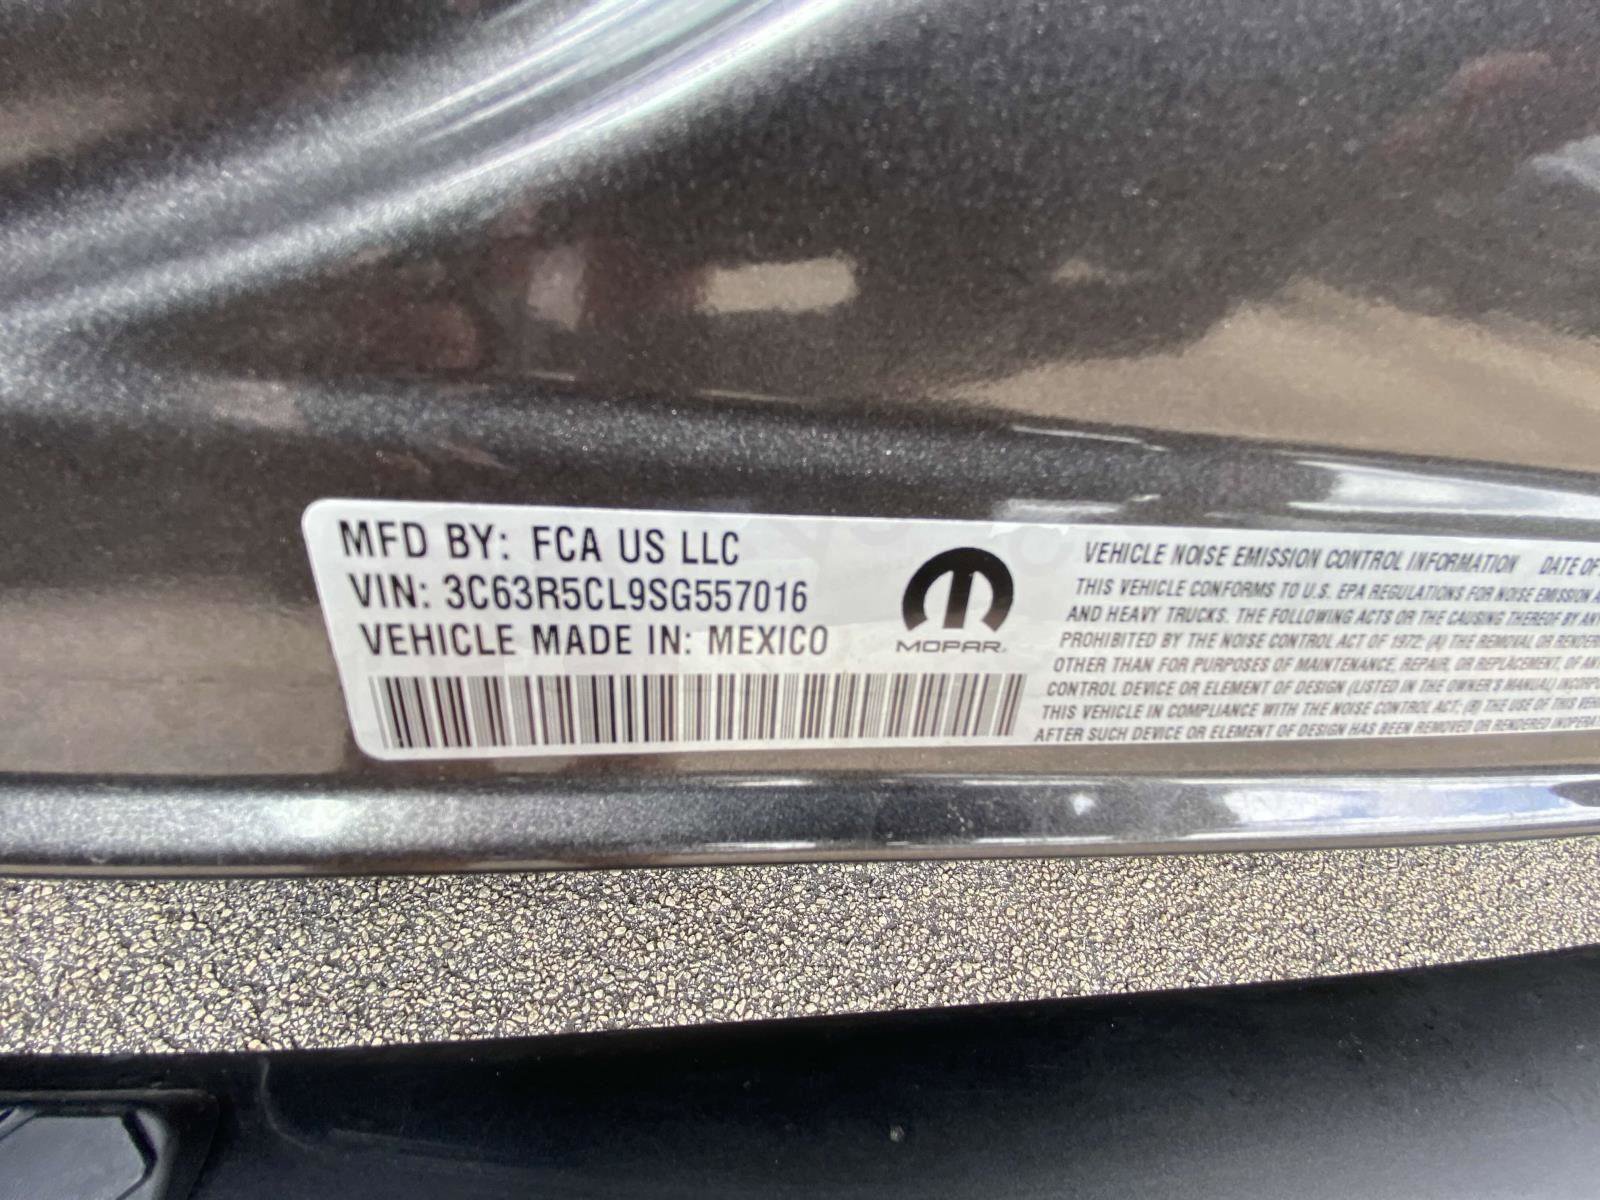 MFD BY: FCA US LLC
VIN: 3C63R5CL9SG557016
VEHICLE MADE IN: MEXICO
MOPAR
VEHICLE NOISE EMISSION CONTROL INFORMATION DATE OF
THIS VEHICLE CONFORMS TO U.S. EPA REGULATIONS FOR NOISE EMISSION
AND HEAVY TRUCKS. THE FOLLOWING ACTS OR THE CAUSING THEREOF BY
PROHIBITED BY THE NOISE CONTROL ACT OF 1972: (A) THE REMOVAL OR
OTHER THAN FOR PURPOSES OF MAINTENANCE, REPAIR, OR REPLACEMENT, OF
CONTROL DEVICE OR ELEMENT OF DESIGN (LISTED IN THE OWNER'S MANUAL)
THIS VEHICLE IN COMPLIANCE WITH THE NOISE CONTROL ACT; (B) THE USE OF THIS
AFTER SUCH DEVICE OR ELEMENT OF DESIGN HAS BEEN REMOVED OR RENDERED